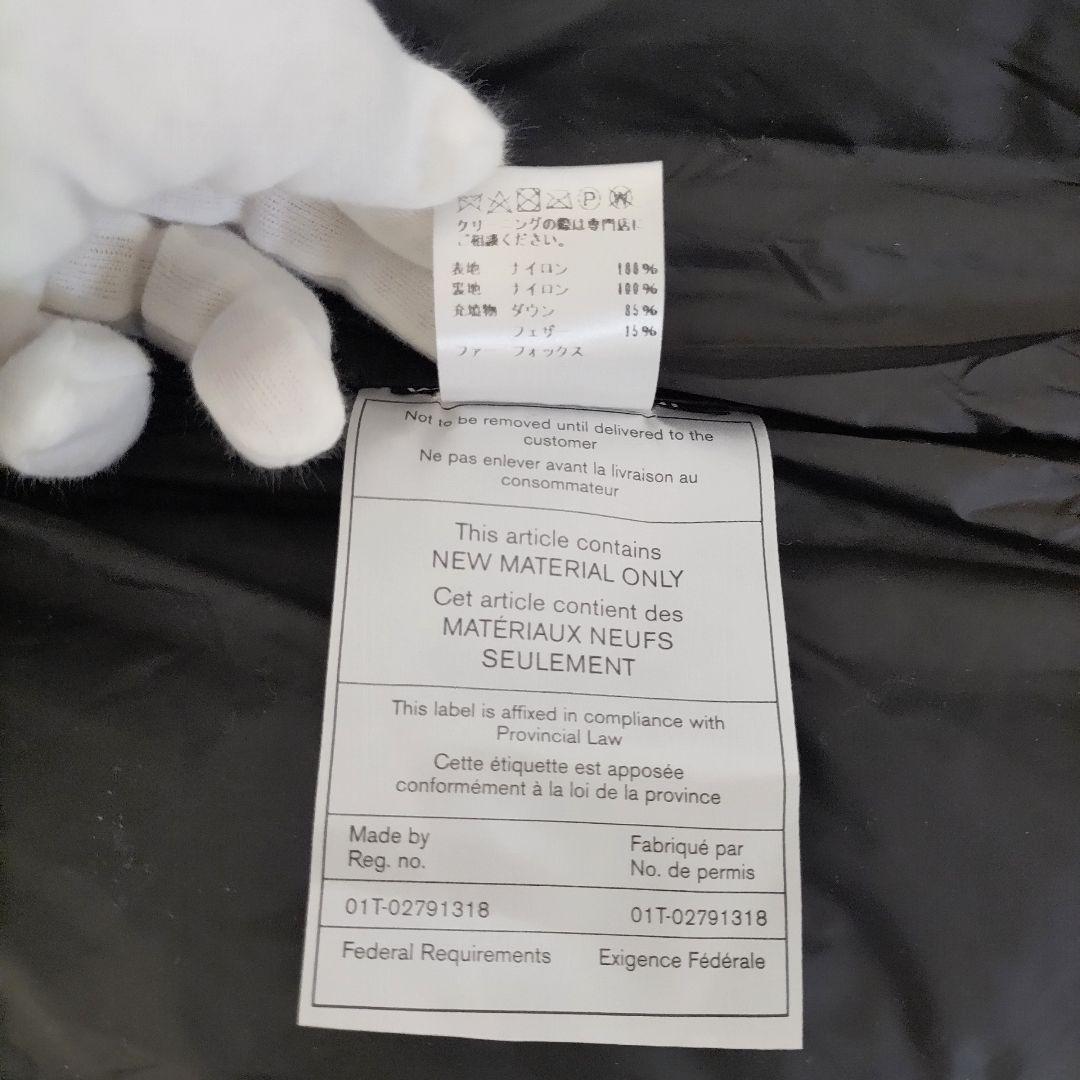 クリーニングの際は専門店に
ご相談ください。
表地 ナイロン 100%
裏地 ナイロン 100%
充填物 ダウン 85%
フェザー 15%
ファー フォックス
Not to be removed until delivered to the
customer
Ne pas enlever avant la livraison au
consommateur
This article contains
NEW MATERIAL ONLY
Cet article contient des
MATÉRIAUX NEUFS
SEULEMENT
This label is affixed in compliance with
Provincial Law
Cette étiquette est apposée
conformément à la loi de la province
Made by Fabriqué par
Reg. no. No. de permis
01T-02791318 01T-02791318
Federal Requirements Exigence Fédérale